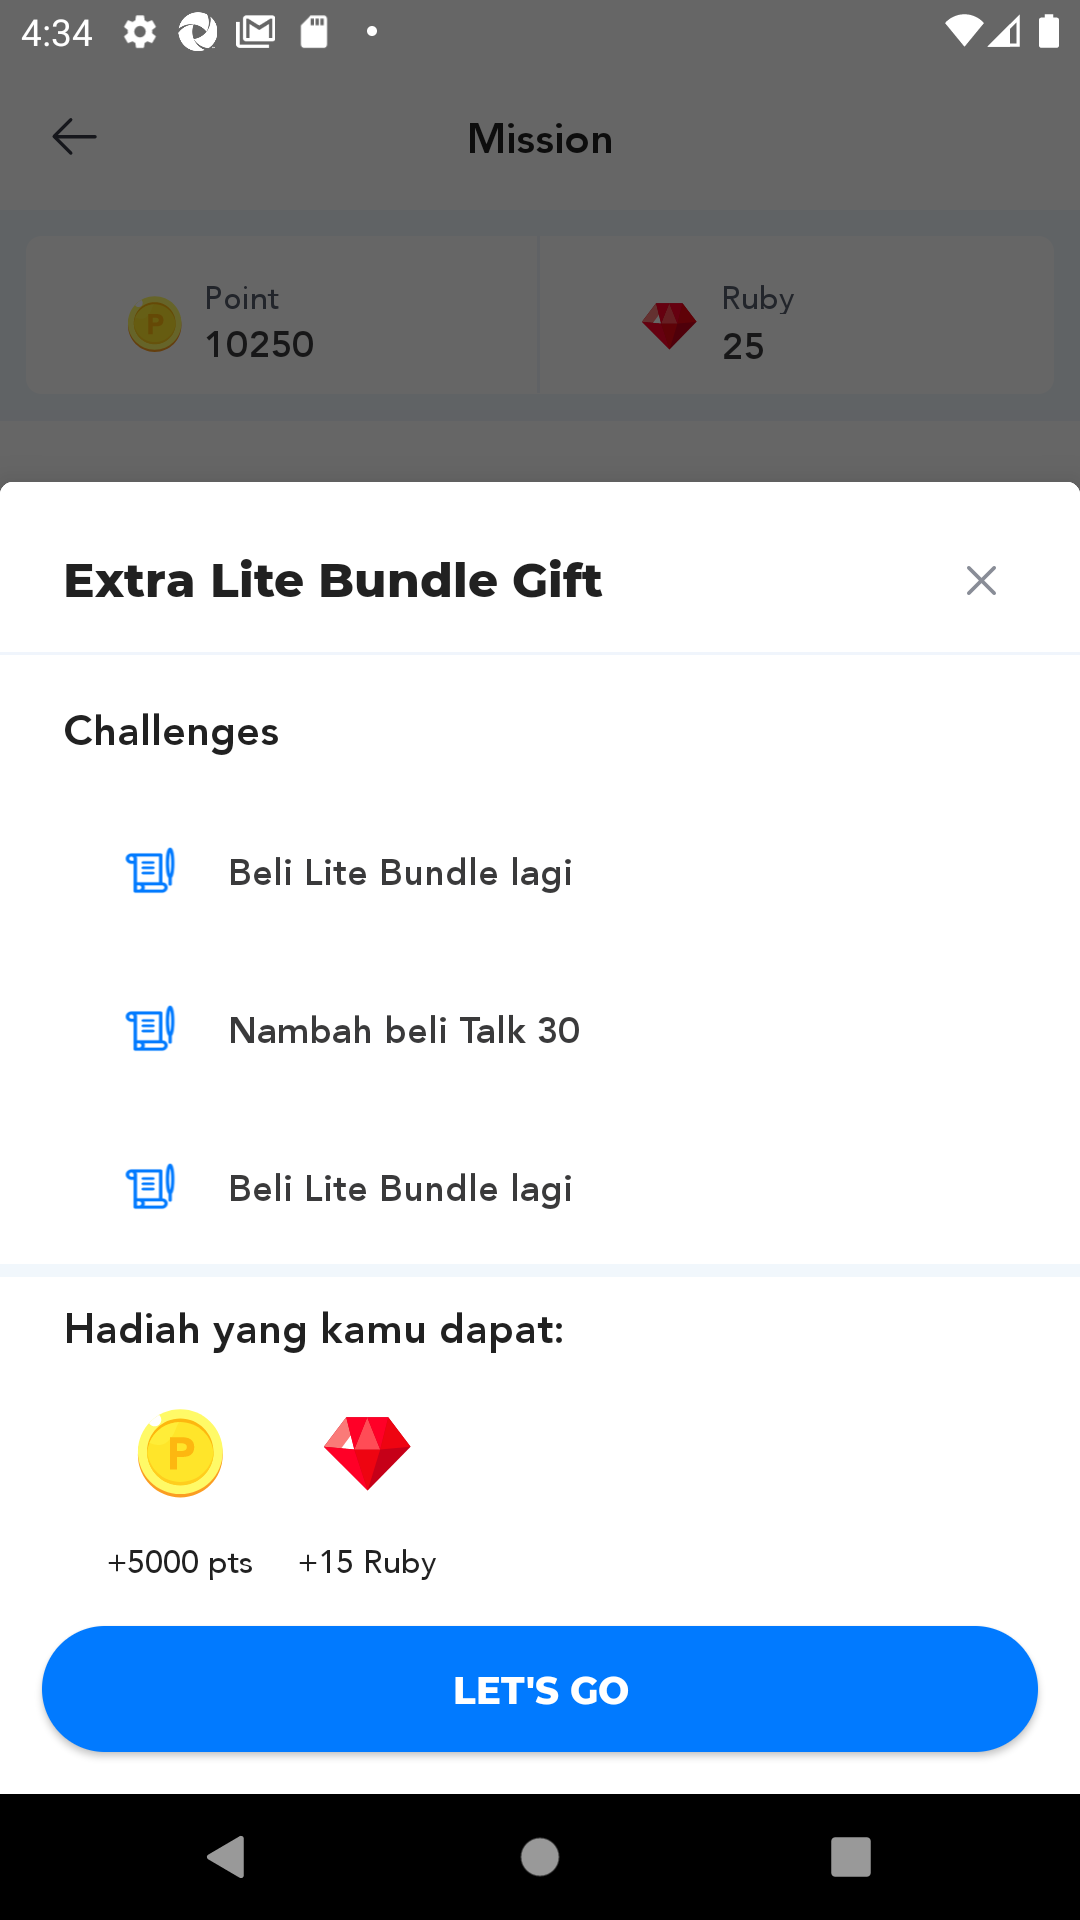 4:34
Mission
Point
10250
Ruby
25
Extra Lite Bundle Gift
Challenges
Beli Lite Bundle lagi
Nambah beli Talk 30
Beli Lite Bundle lagi
Hadiah yang kamu dapat:
P
+5000 pts
+15 Ruby
LET'S GO